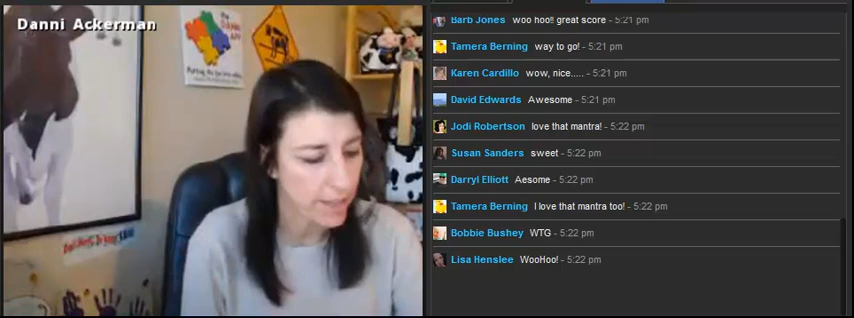 Danni Ackerman
the
Barb Jones woo hoo!! great score - 5:21 pm
Tamera Berning way to go! - 5:21 pm
Karen Cardillo wow, nice..... - 5:21 pm
David Edwards Awesome - 5:21 pm
Jodi Robertson love that mantra! - 5:22 pm
Susan Sanders sweet - 5:22 pm
Darryl Elliott Aesome - 5:22 pm
Tamera Berning I love that mantra too! - 5:22 pm
Bobbie Bushey WTG - 5:22 pm
Lisa Henslee WooHoo! - 5:22 pm